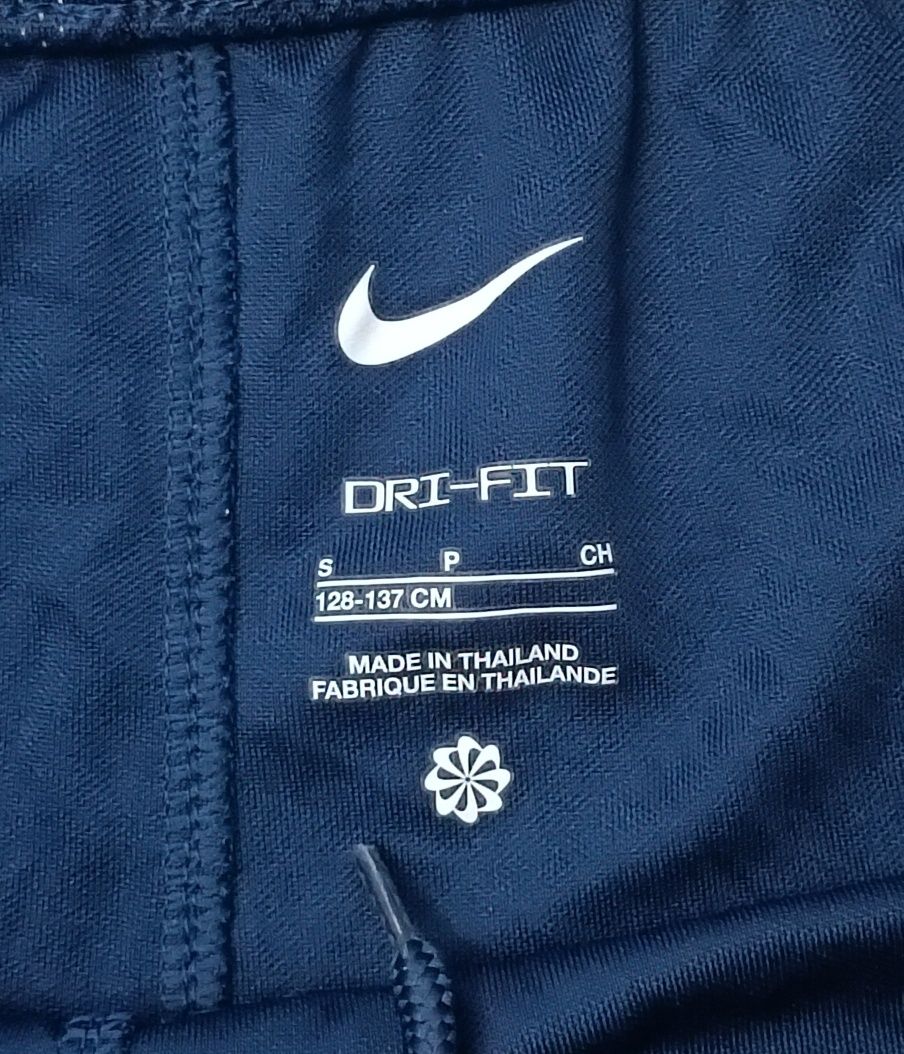 DRI-FIT
S P CH
128-137 CM
MADE IN THAILAND
FABRIQUE EN THAILANDE